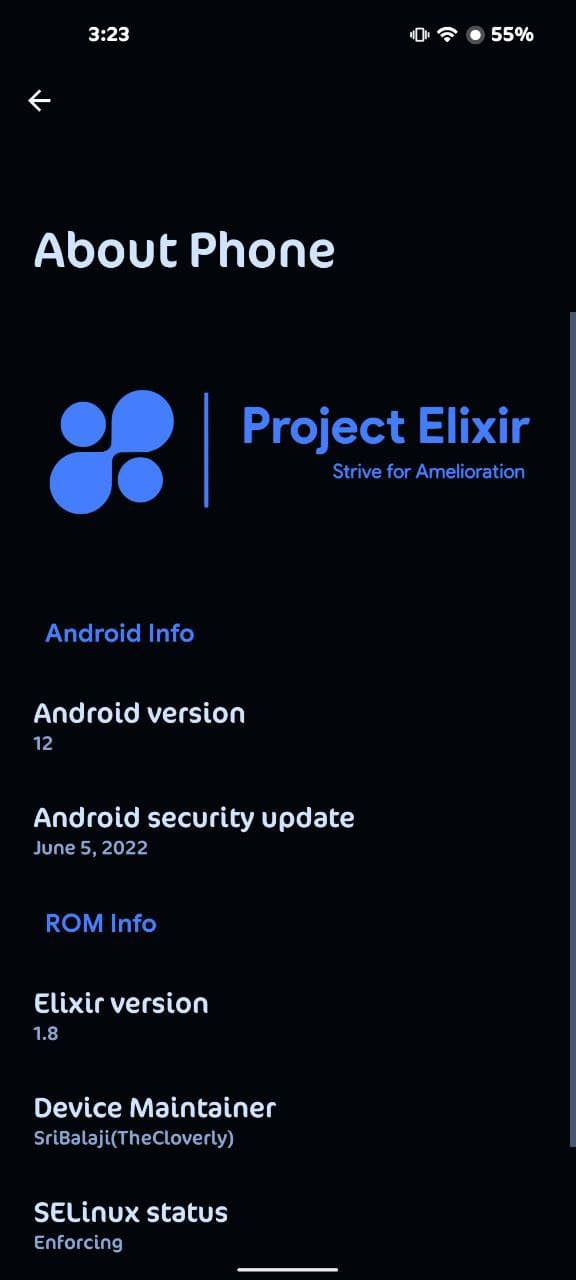 3:23 55%
About Phone
Project Elixir
Strive for Amelioration
Android Info
Android version
12
Android security update
June 5, 2022
ROM Info
Elixir version
1.8
Device Maintainer
SriBalaji(TheCloverly)
SELinux status
Enforcing